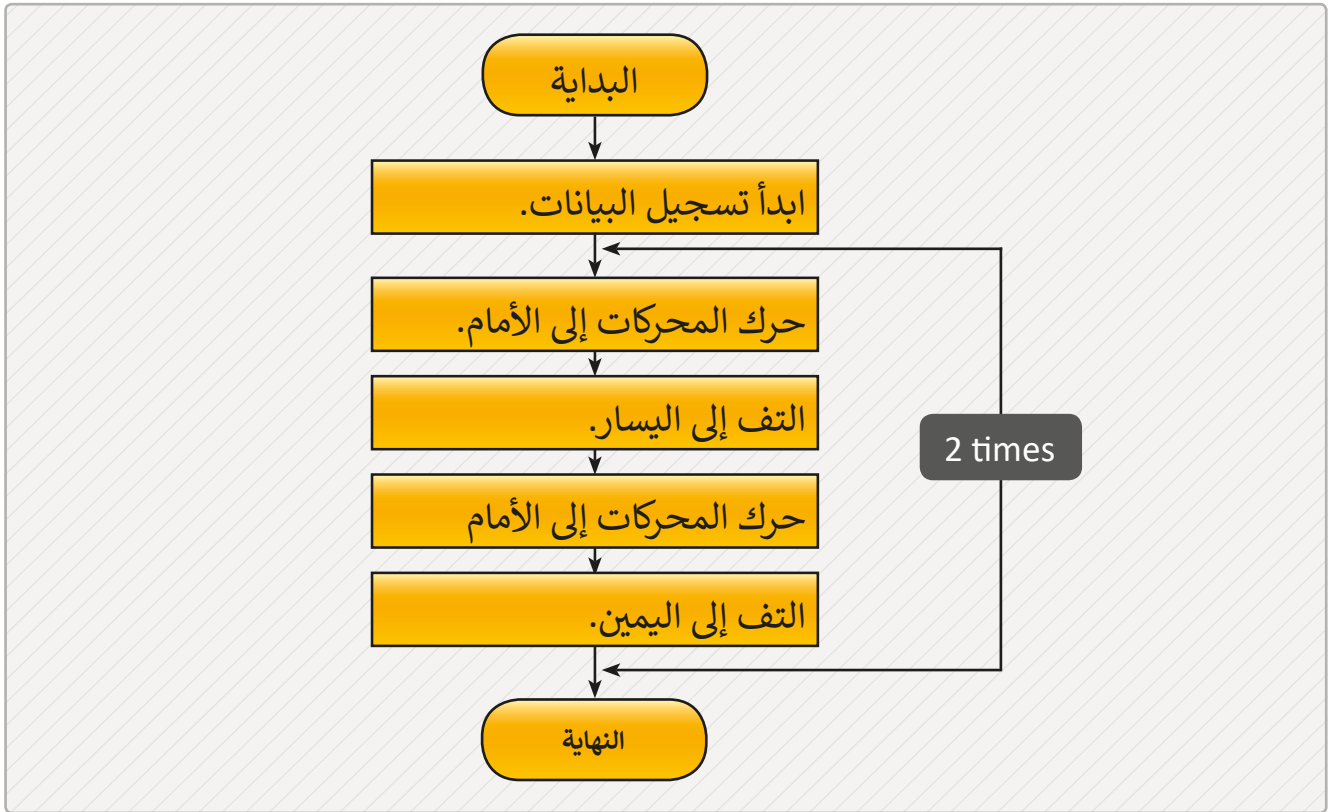 البداية
ابدأ تسجيل البيانات.
حرك المحركات إلى الأمام.
التف إلى اليسار.
2 times
حرك المحركات إلى الأمام
التف إلى اليمين.
النهاية